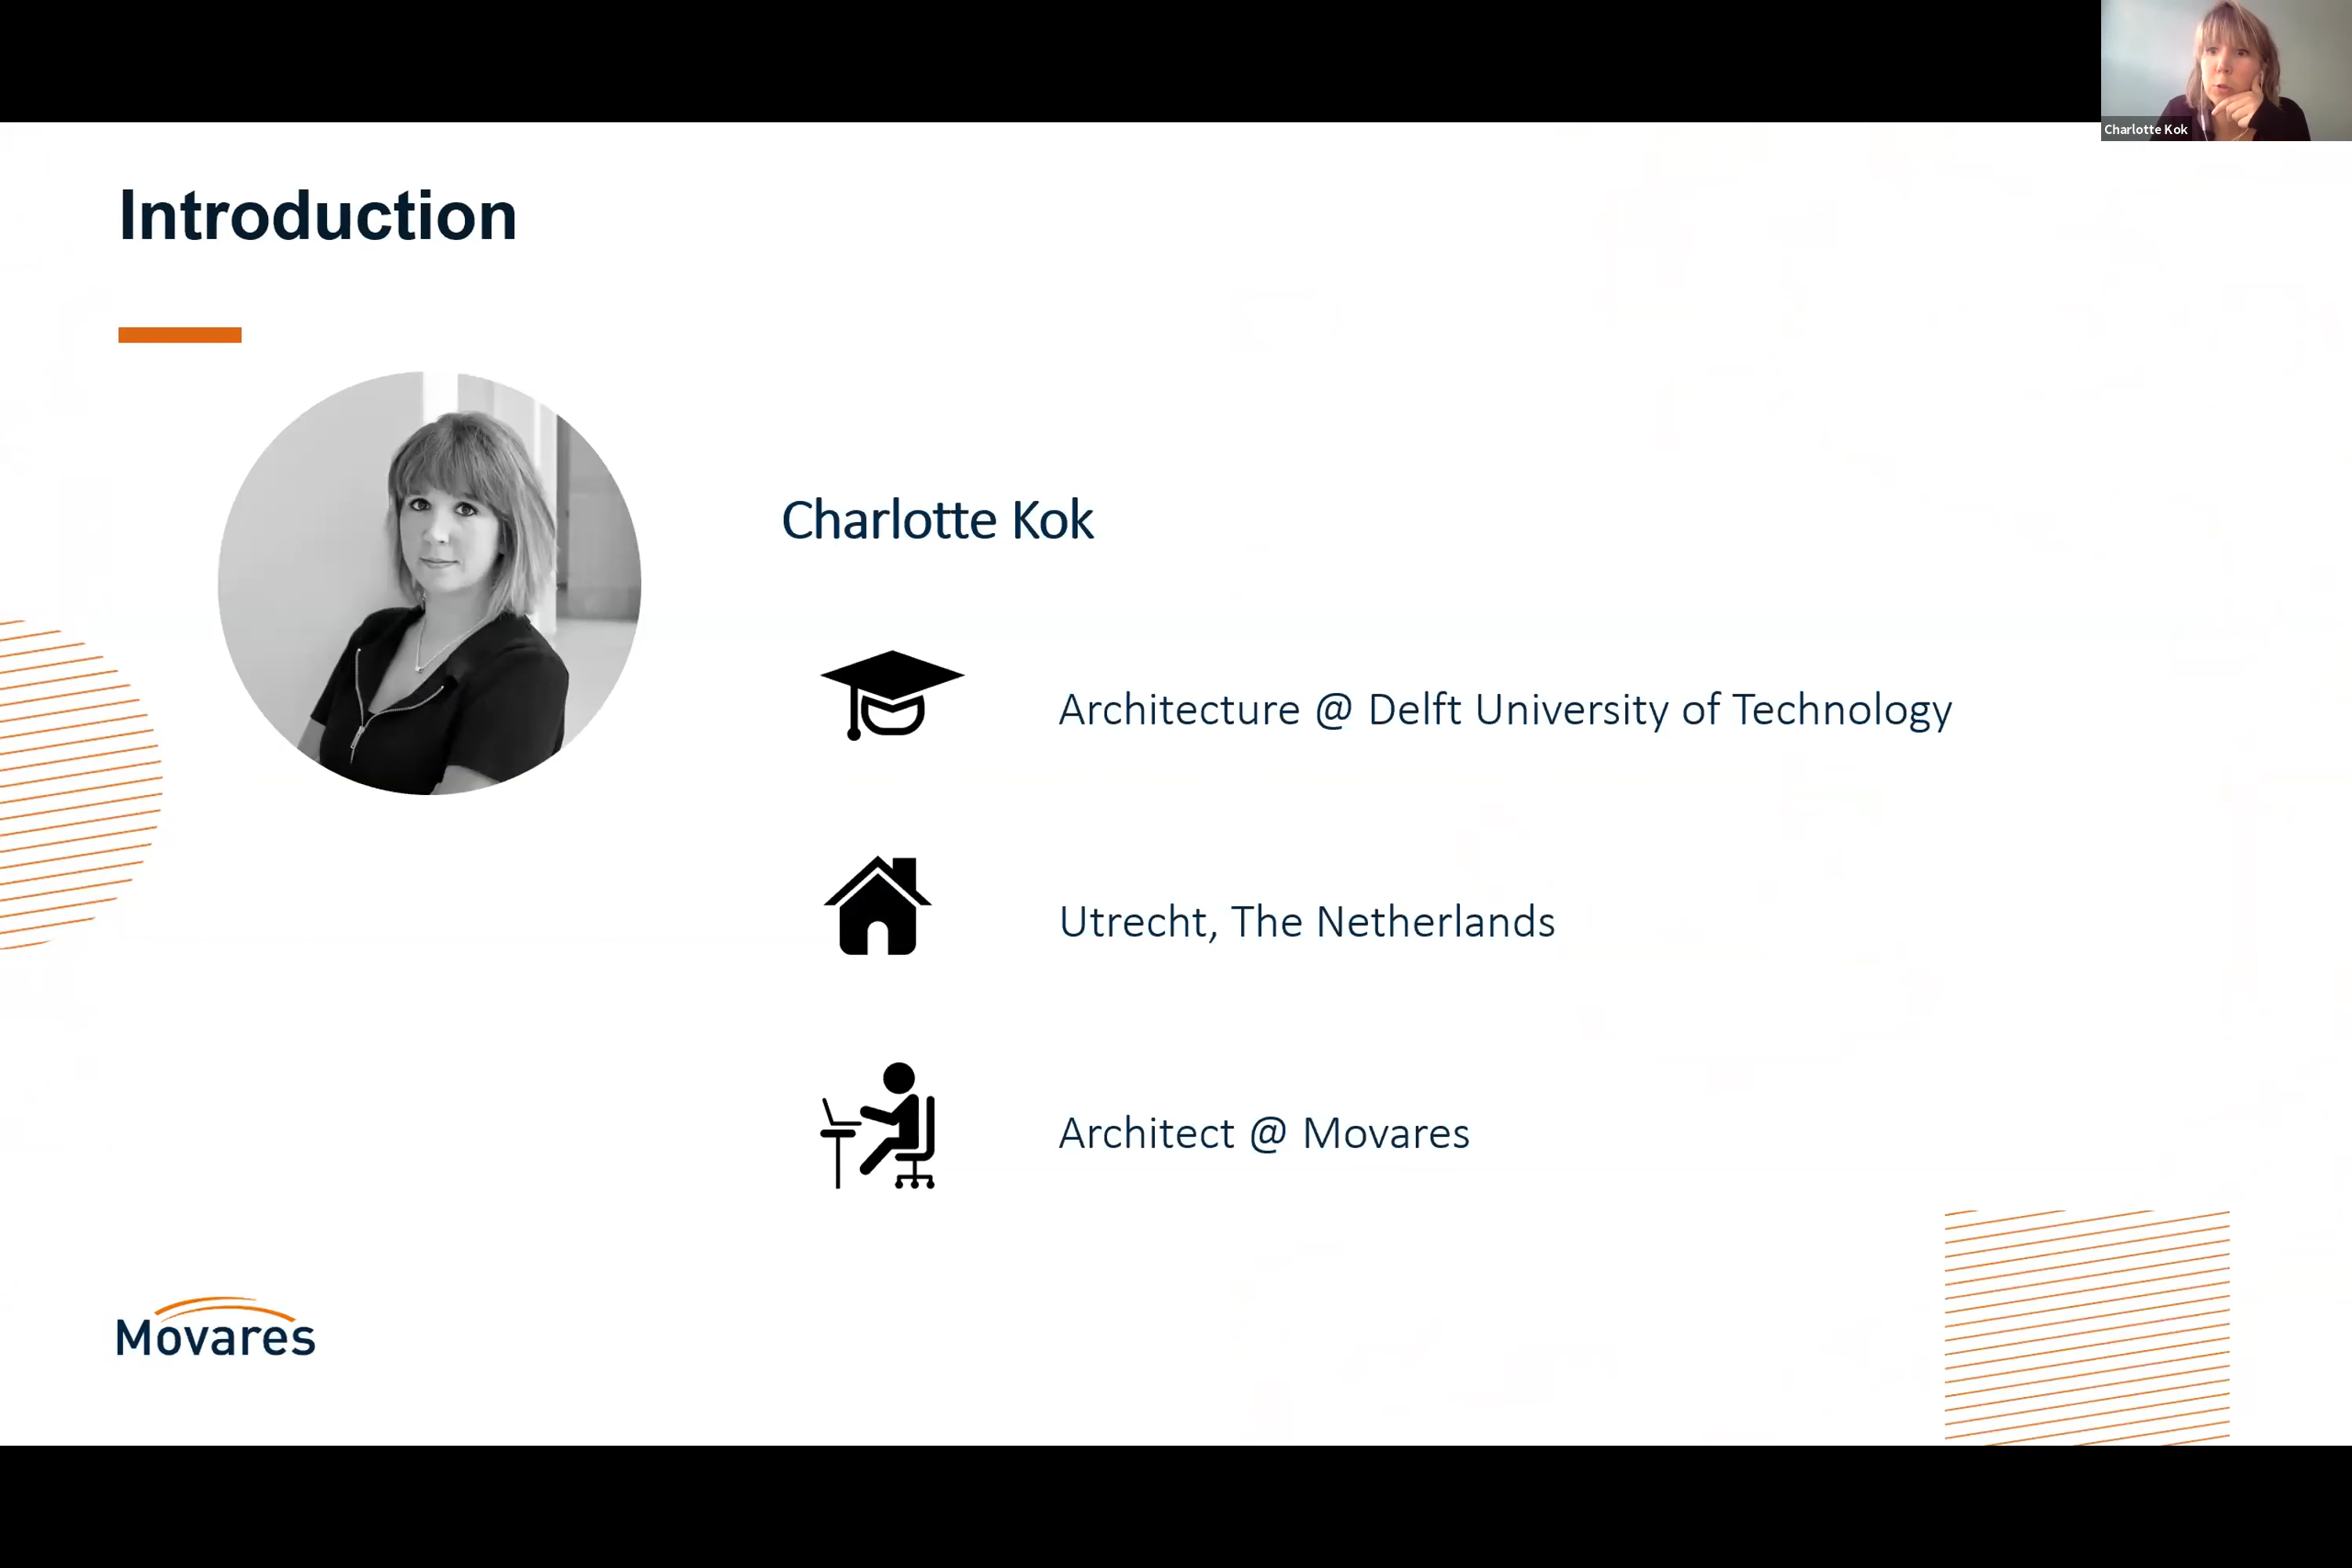 Charlotte Kok
Introduction
Charlotte Kok
Architecture @ Delft University of Technology
Utrecht, The Netherlands
Architect @ Movares
Movares